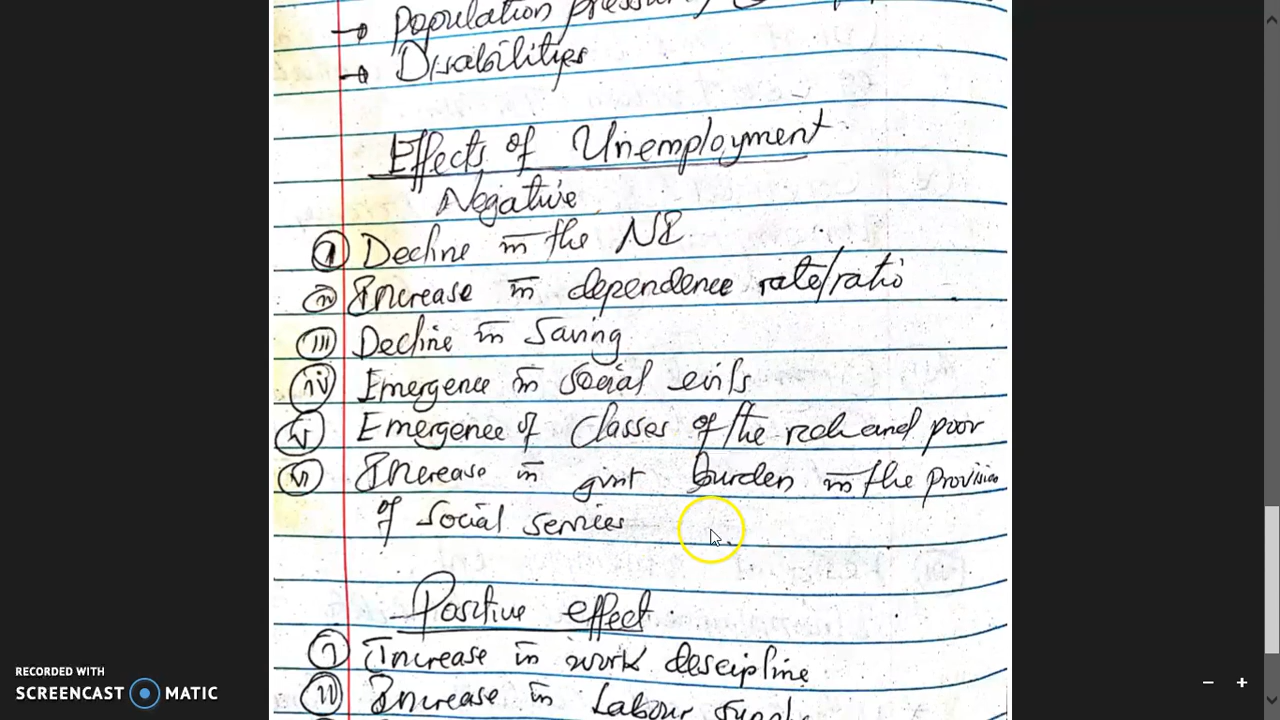 → Population pressure
→ Disabilities
Effects of Unemployment
Negative
(i) Decline in the NI
(ii) Increase in dependence rate/ratio
(iii) Decline in Saving
(iv) Emergence in social evils
(v) Emergence of classes of the rich and poor
(vi) Increase in gvnt burden in the provision
of social services
Positive effect
(i) Increase in work descipline
(ii) Increase in Labour supply
RECORDED WITH
SCREENCAST MATIC